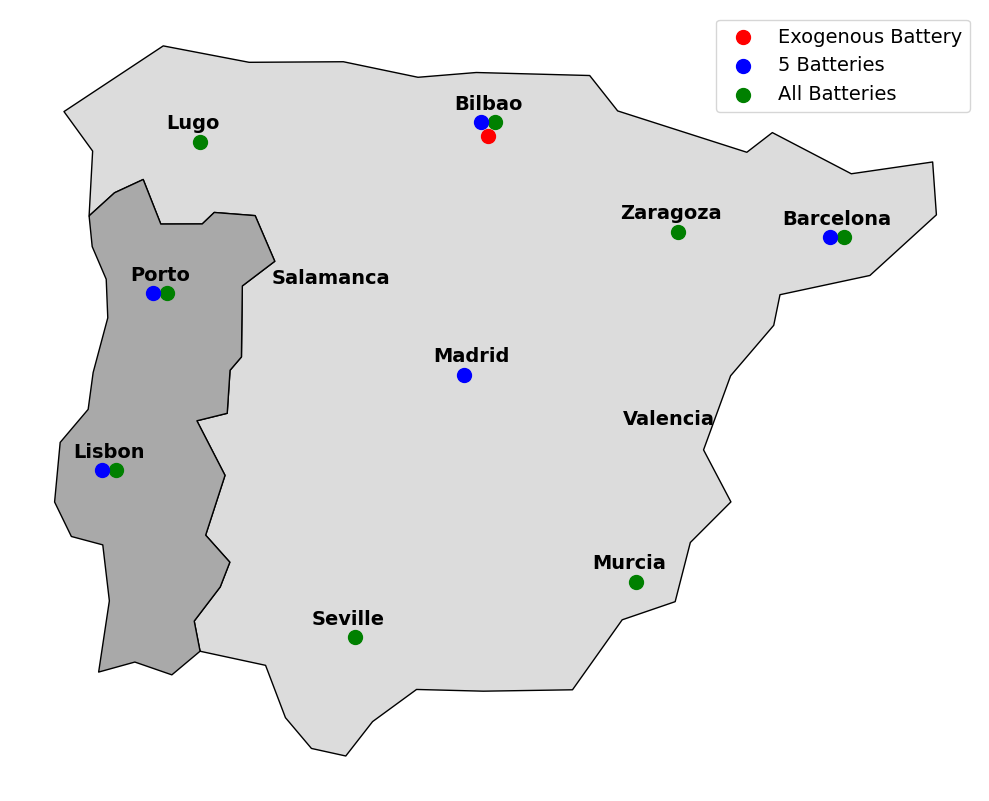 Exogenous Battery
5 Batteries
All Batteries
Bilbao
Lugo
Zaragoza
Barcelona
Porto
Salamanca
Madrid
Valencia
Lisbon
Murcia
Seville